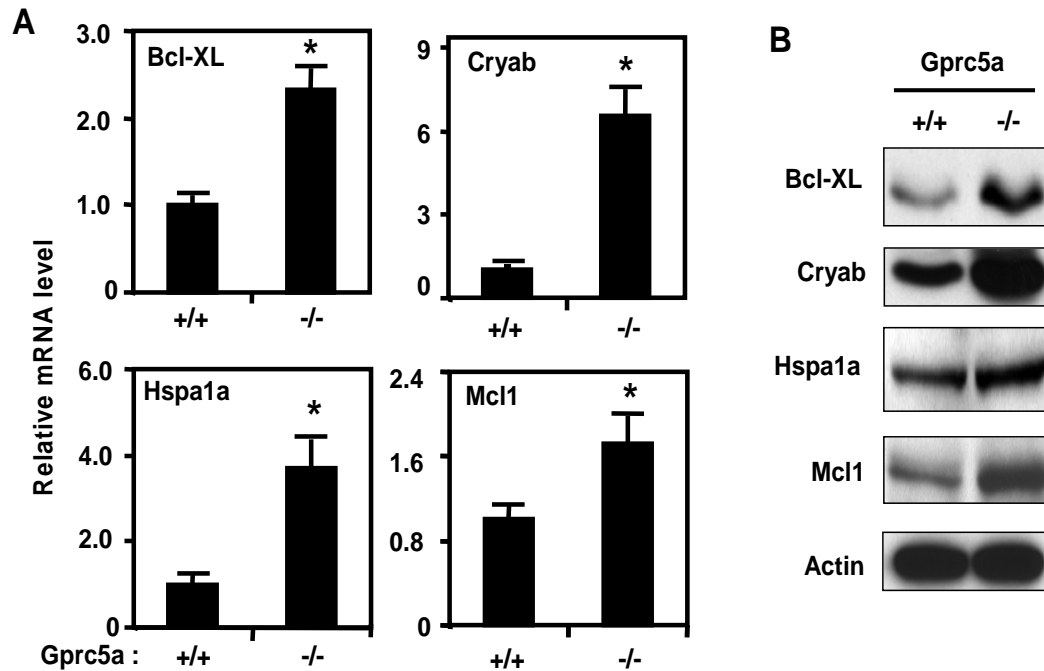 A
Relative mRNA level
3.0
2.0
1.0
0
Bcl-XL
*
+/+ -/-
9
6
3
0
Cryab
*
+/+ -/-
6.0
4.0
2.0
0
Hspa1a
*
Gprc5a : +/+ -/-
2.4
1.6
0.8
0
Mcl1
*
+/+ -/-
B
Gprc5a
+/+ -/-
Bcl-XL
Cryab
Hspa1a
Mcl1
Actin